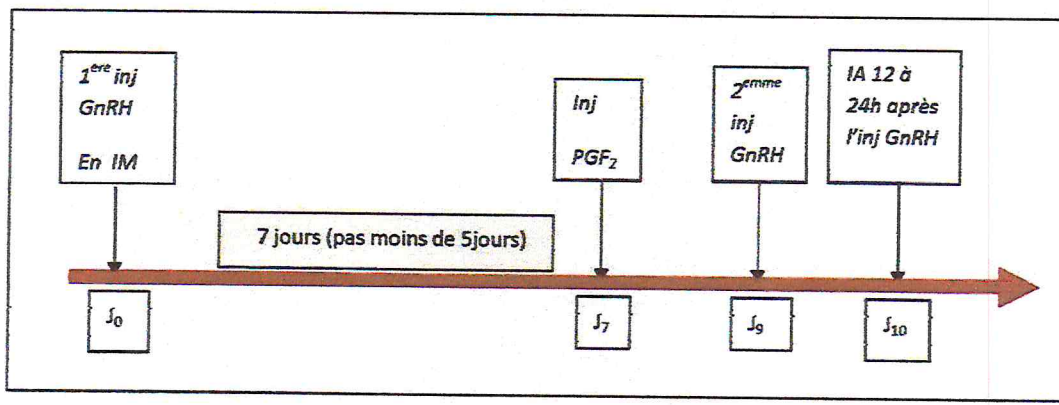 1ere inj
GnRH
En IM
Inj
PGF2
2emme
inj
GnRH
IA 12 à
24h après
l'inj GnRH
7 jours (pas moins de 5jours)
J0
J7
J9
J10